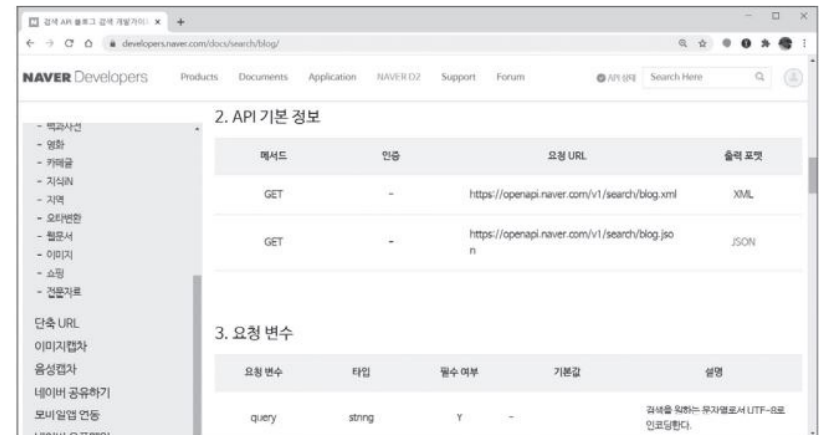 검색 API 블로그 검색 개발가이드
developers.naver.com/docs/search/blog/
NAVER Developers Products Documents Application NAVER D2 Support Forum API 상태 Search Here
- 백과사전
- 영화
- 카페글
- 지식iN
- 지역
- 오타변환
- 웹문서
- 이미지
- 쇼핑
- 전문자료
단축 URL
이미지캡차
음성캡차
네이버 공유하기
모바일앱 연동
2. API 기본 정보
메서드 인증 요청 URL 출력 포맷
GET - https://openapi.naver.com/v1/search/blog.xml XML
GET - https://openapi.naver.com/v1/search/blog.jso
n JSON
3. 요청 변수
요청 변수 타입 필수 여부 기본값 설명
query string Y - 검색을 원하는 문자열로서 UTF-8로
인코딩한다.